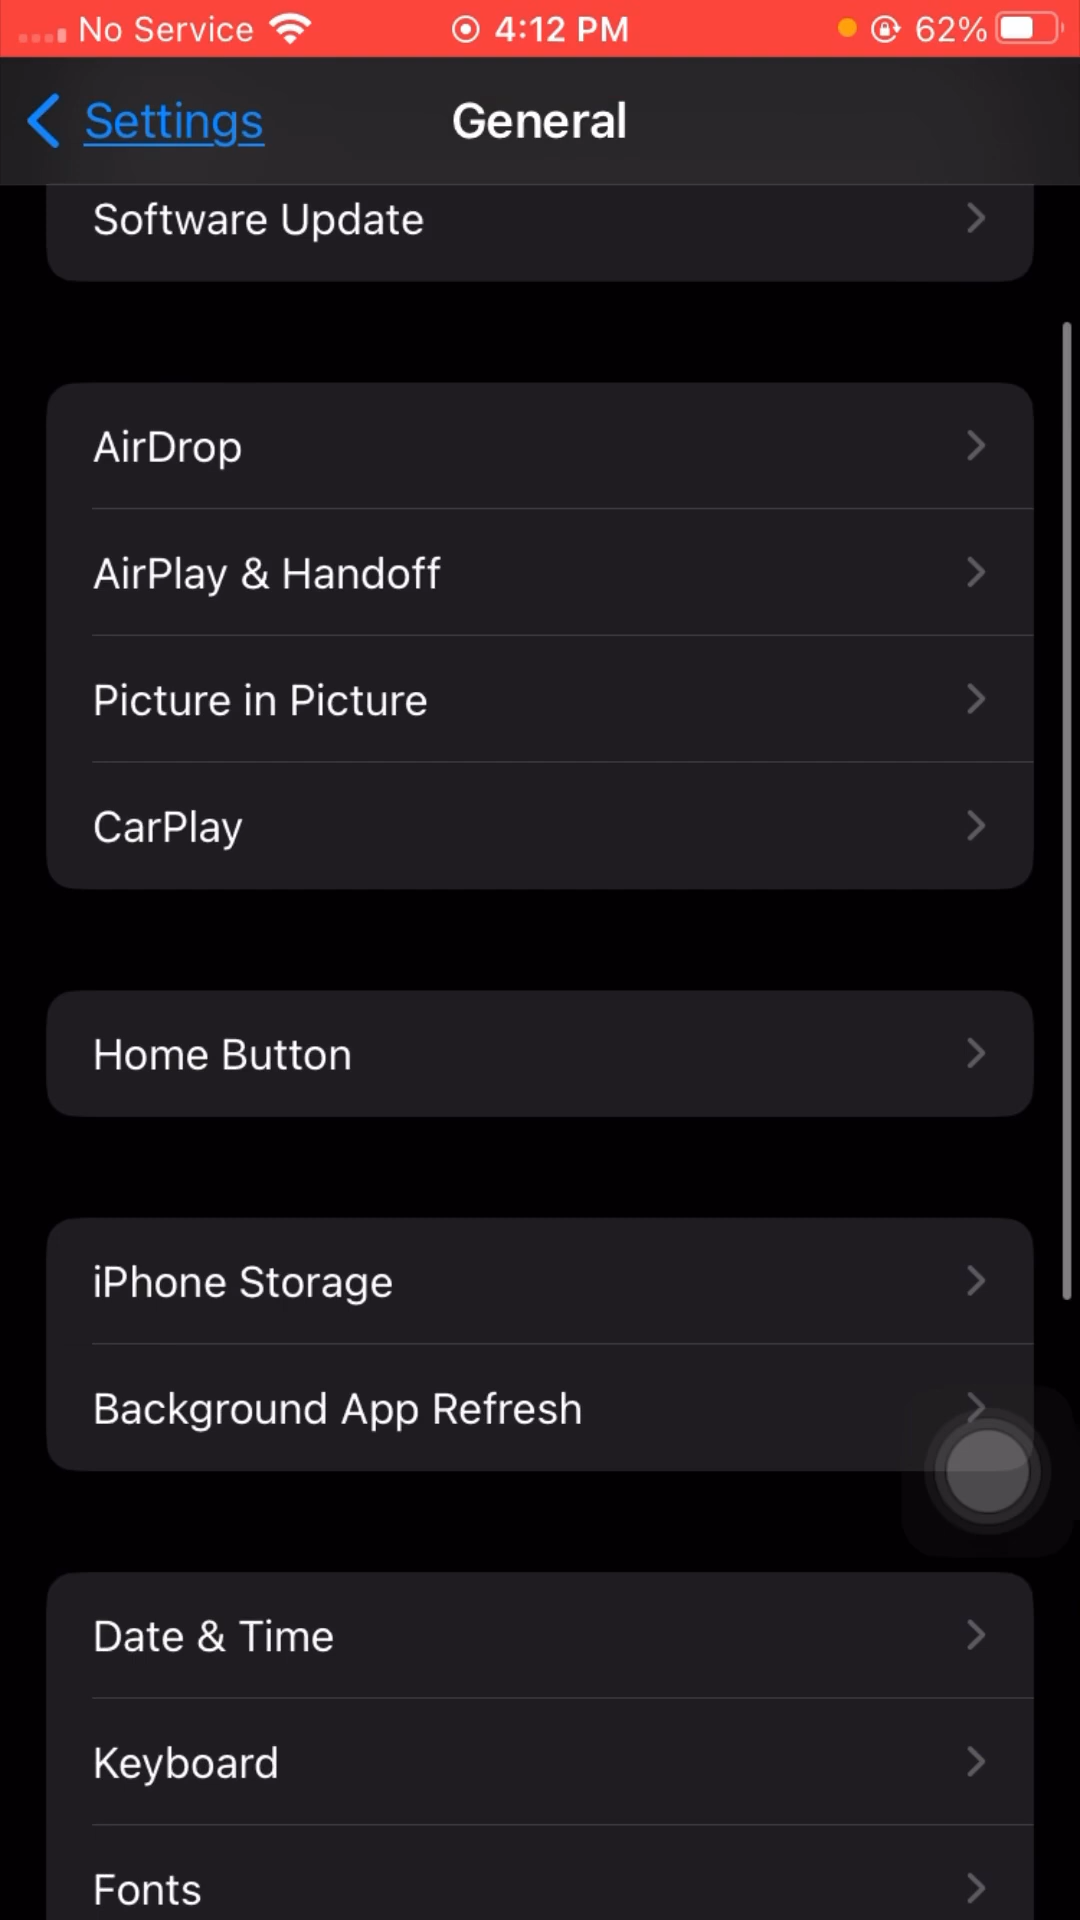 No Service 4:12 PM 62%
Settings General
Software Update
AirDrop
AirPlay & Handoff
Picture in Picture
CarPlay
Home Button
iPhone Storage
Background App Refresh
Date & Time
Keyboard
Fonts